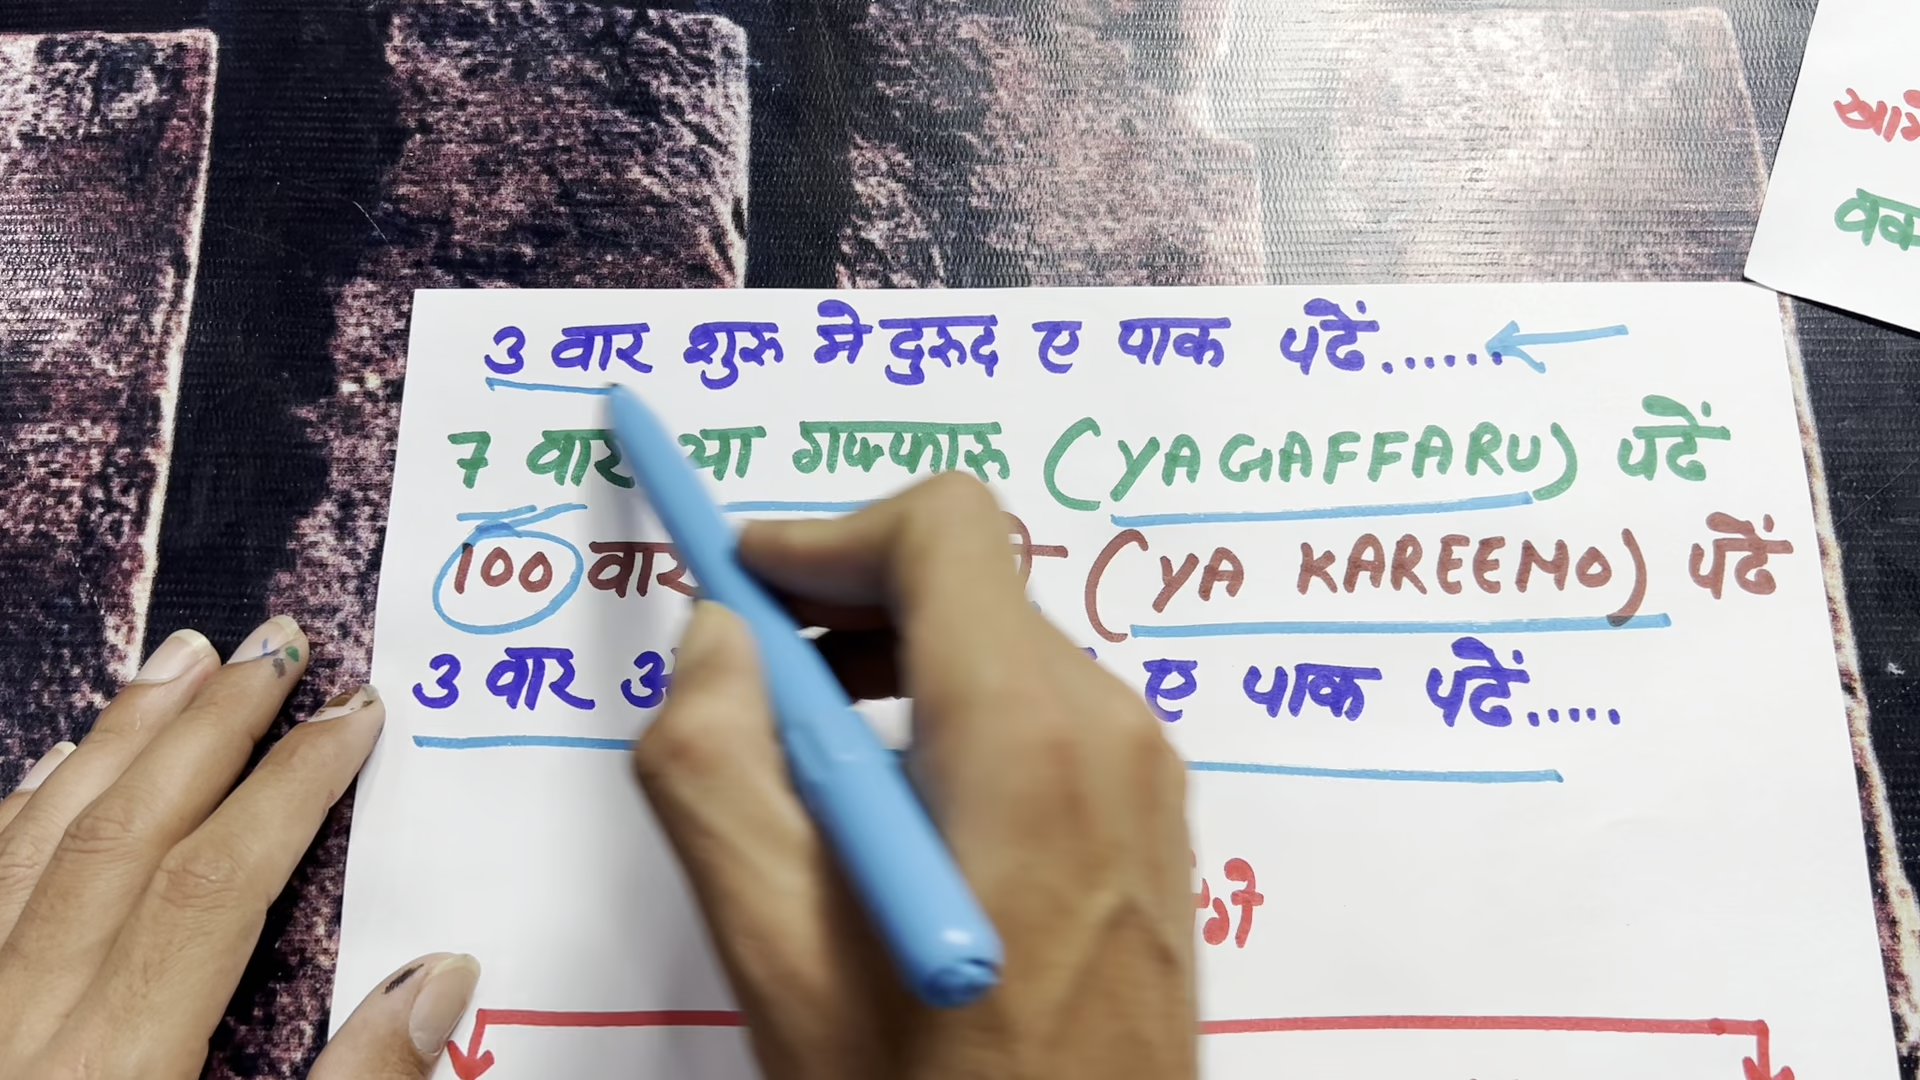 3 वार शुरू मे दुरुद ए पाक पढें......
7 वार या गफ्फारू (YA GAFFARU) पढें
100 वार (YA KAREEMO) पढें
3 वार ए पाक पढें.....